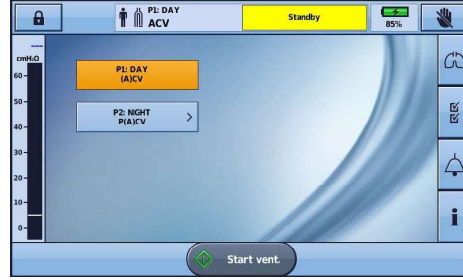 P1: DAY
ACV
Standby
85%
---
cmH2O
60
50
40
30
20
10
0
P1: DAY
(A)CV
P2: NIGHT
P(A)CV
Start vent.